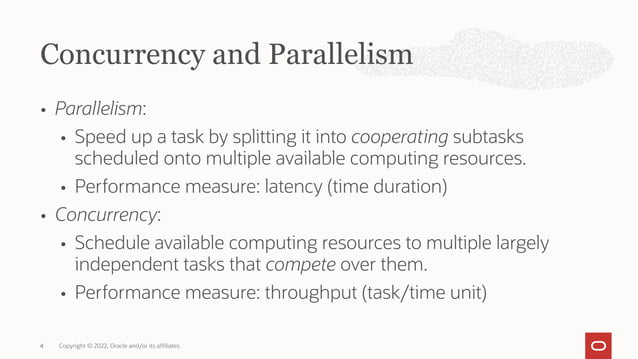 Concurrency and Parallelism
• Parallelism:
• Speed up a task by splitting it into cooperating subtasks
scheduled onto multiple available computing resources.
• Performance measure: latency (time duration)
• Concurrency:
• Schedule available computing resources to multiple largely
independent tasks that compete over them.
• Performance measure: throughput (task/time unit)
4 Copyright © 2022, Oracle and/or its affiliates